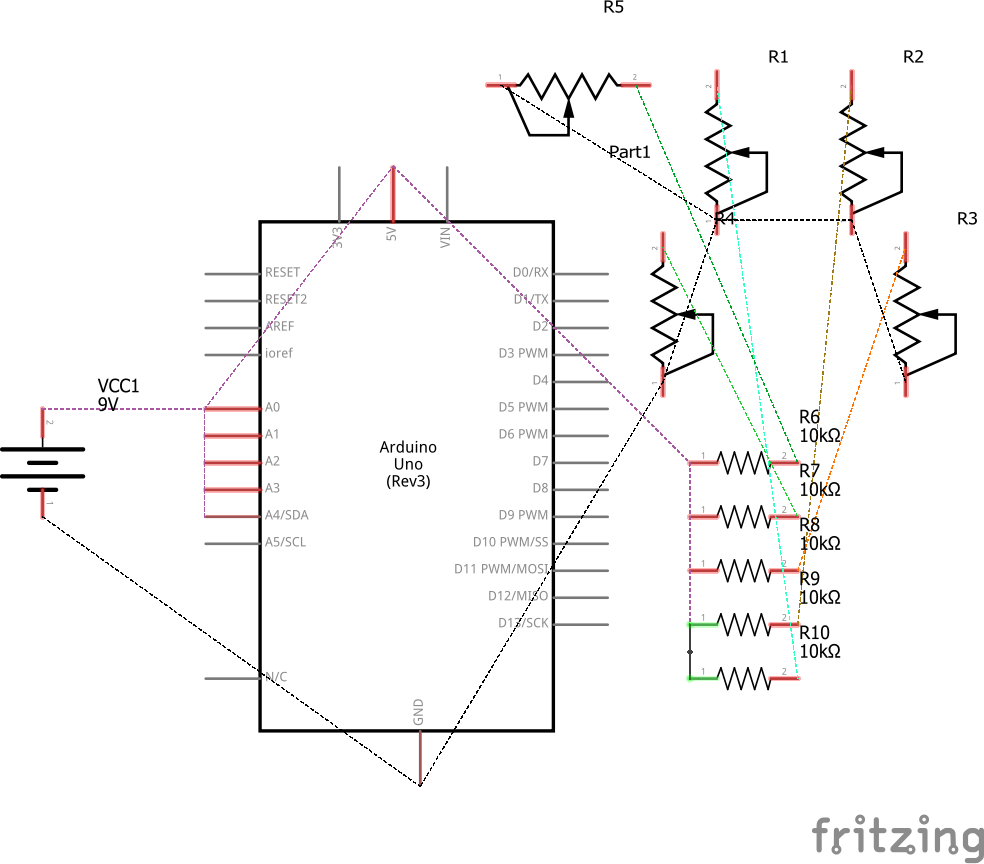 R5
R1
R2
1
2
2
2
Part1
R4
R3
1
2
2
3V3
5V
VIN
RESET
D0/RX
RESET2
D1/TX
AREF
D2
ioref
D3 PWM
D4
1
1
VCC1
9V
2
A0
D5 PWM
A1
D6 PWM
A2
D7
A3
D8
1
A4/SDA
D9 PWM
A5/SCL
D10 PWM/SS
D11 PWM/MOSI
D12/MISO
D13/SCK
Arduino
Uno
(Rev3)
R6
10kΩ
1
2
R7
10kΩ
1
2
R8
10kΩ
1
2
R9
10kΩ
1
2
R10
10kΩ
1
2
N/C
GND
fritzing